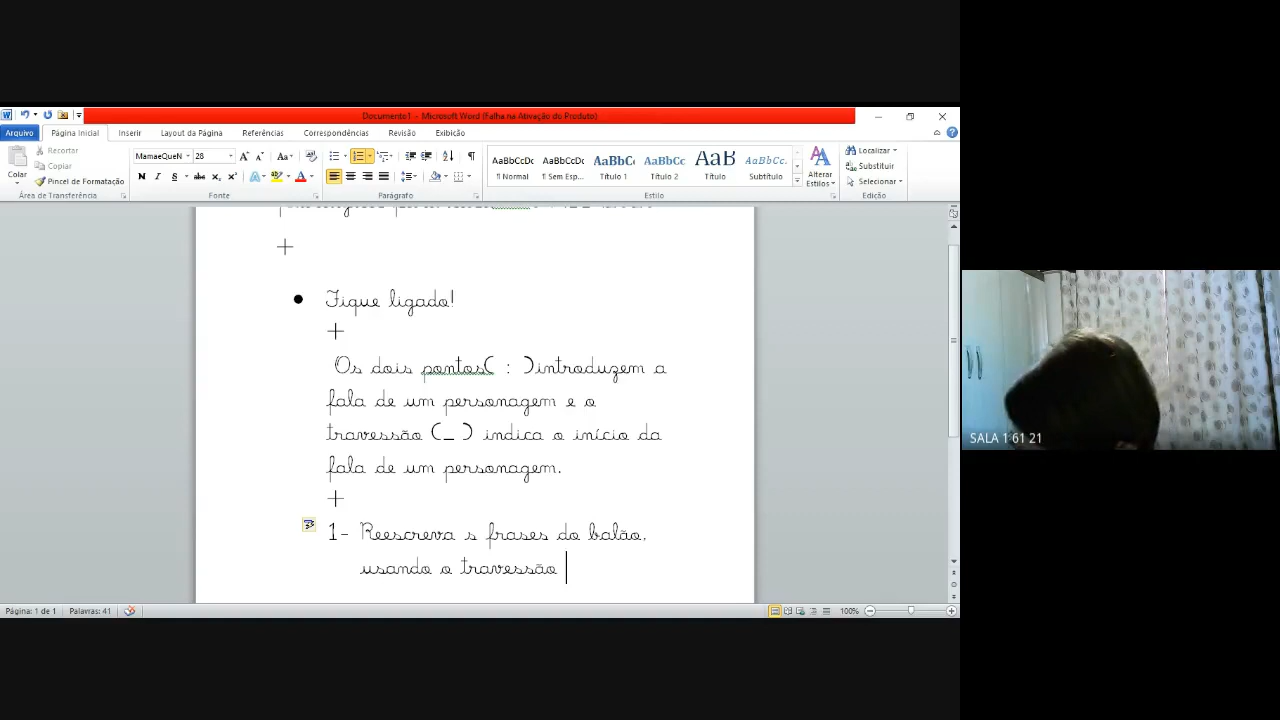 Documento1 - Microsoft Word (Falha na Ativação do Produto)
Arquivo Página Inicial Inserir Layout da Página Referências Correspondências Revisão Exibição
Colar
Recortar
Copiar
Pincel de Formatação
Área de Transferência
MamaeQueN 28
Fonte
Parágrafo
AaBbCcDc AaBbCcDc AaBbCc AaBbCc AaB AaBbCc.
¶ Normal ¶ Sem Esp... Título 1 Título 2 Título Subtítulo
Estilo
Alterar
Estilos
Localizar
Substituir
Selecionar
Edição
+
• Fique ligado!
+
Os dois pontos( : )introduzem a
fala de um personagem e o
travessão (_ ) indica o início da
fala de um personagem.
+
1- Reescreva s frases do balão,
usando o travessão
Página: 1 de 1 Palavras: 41
100%
SALA 1 61 21